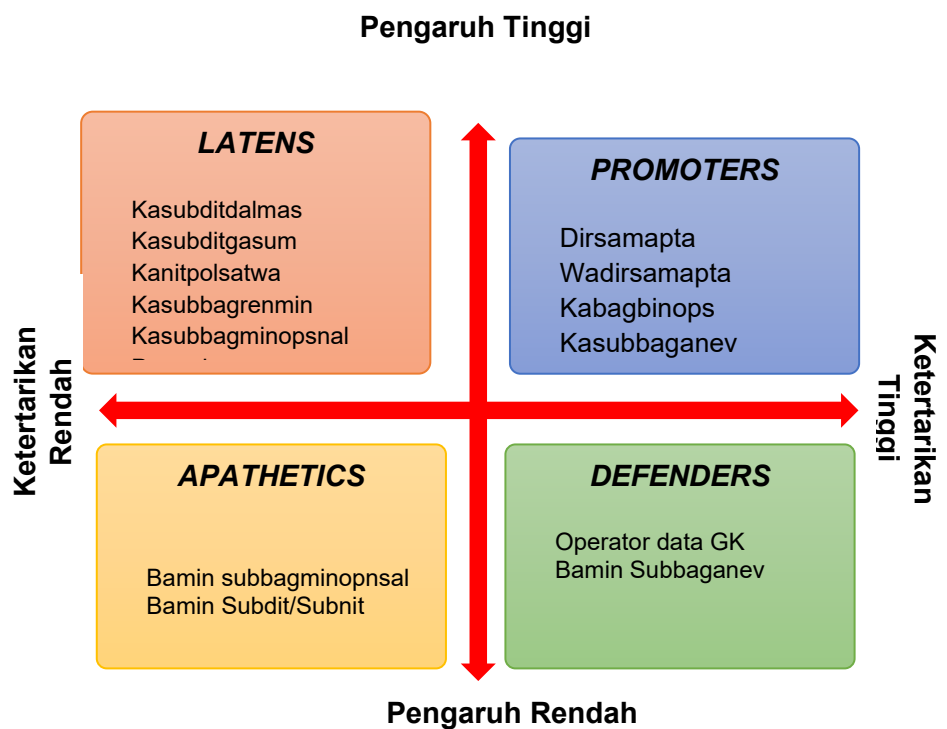 Pengaruh Tinggi
LATENS
Kasubditdalmas
Kasubditgasum
Kanitpolsatwa
Kasubbagrenmin
Kasubbagminopsnal
PROMOTERS
Dirsamapta
Wadirsamapta
Kabagbinops
Kasubbaganev
Ketertarikan
Rendah
Ketertarikan
Tinggi
APATHETICS
Bamin subbagminopnsal
Bamin Subdit/Subnit
DEFENDERS
Operator data GK
Bamin Subbaganev
Pengaruh Rendah